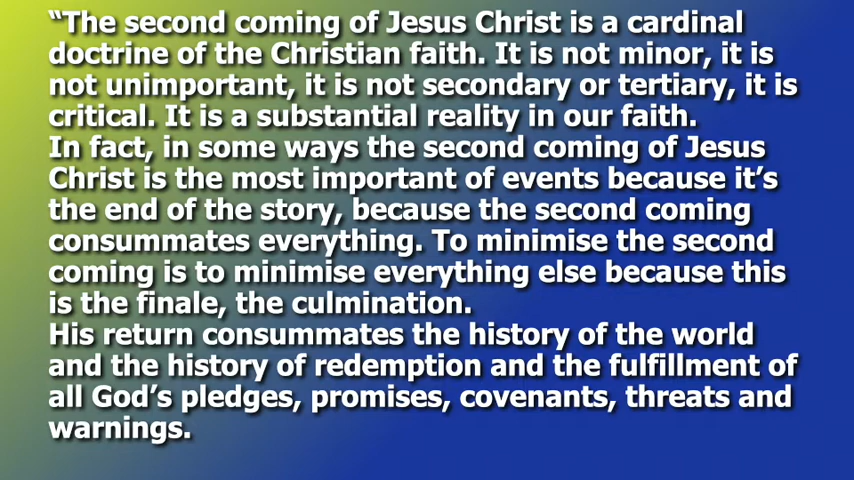 “The second coming of Jesus Christ is a cardinal
doctrine of the Christian faith. It is not minor, it is
not unimportant, it is not secondary or tertiary, it is
critical. It is a substantial reality in our faith.
In fact, in some ways the second coming of Jesus
Christ is the most important of events because it’s
the end of the story, because the second coming
consummates everything. To minimise the second
coming is to minimise everything else because this
is the finale, the culmination.
His return consummates the history of the world
and the history of redemption and the fulfillment of
all God’s pledges, promises, covenants, threats and
warnings.